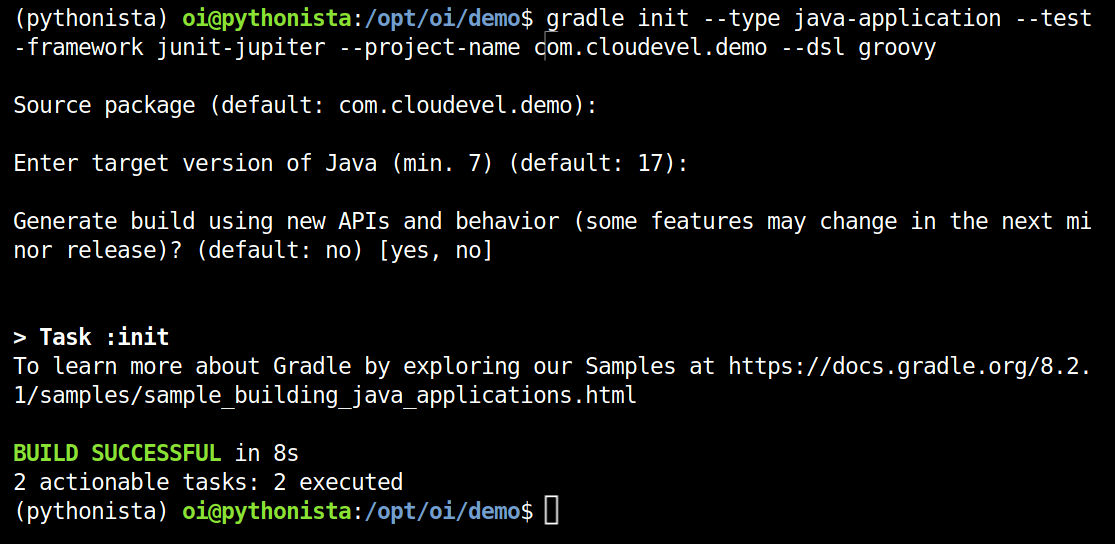 (pythonista) oi@pythonista:/opt/oi/demo$ gradle init --type java-application --test
-framework junit-jupiter --project-name com.cloudevel.demo --dsl groovy
Source package (default: com.cloudevel.demo):
Enter target version of Java (min. 7) (default: 17):
Generate build using new APIs and behavior (some features may change in the next mi
nor release)? (default: no) [yes, no]
> Task :init
To learn more about Gradle by exploring our Samples at https://docs.gradle.org/8.2.
1/samples/sample_building_java_applications.html
BUILD SUCCESSFUL in 8s
2 actionable tasks: 2 executed
(pythonista) oi@pythonista:/opt/oi/demo$